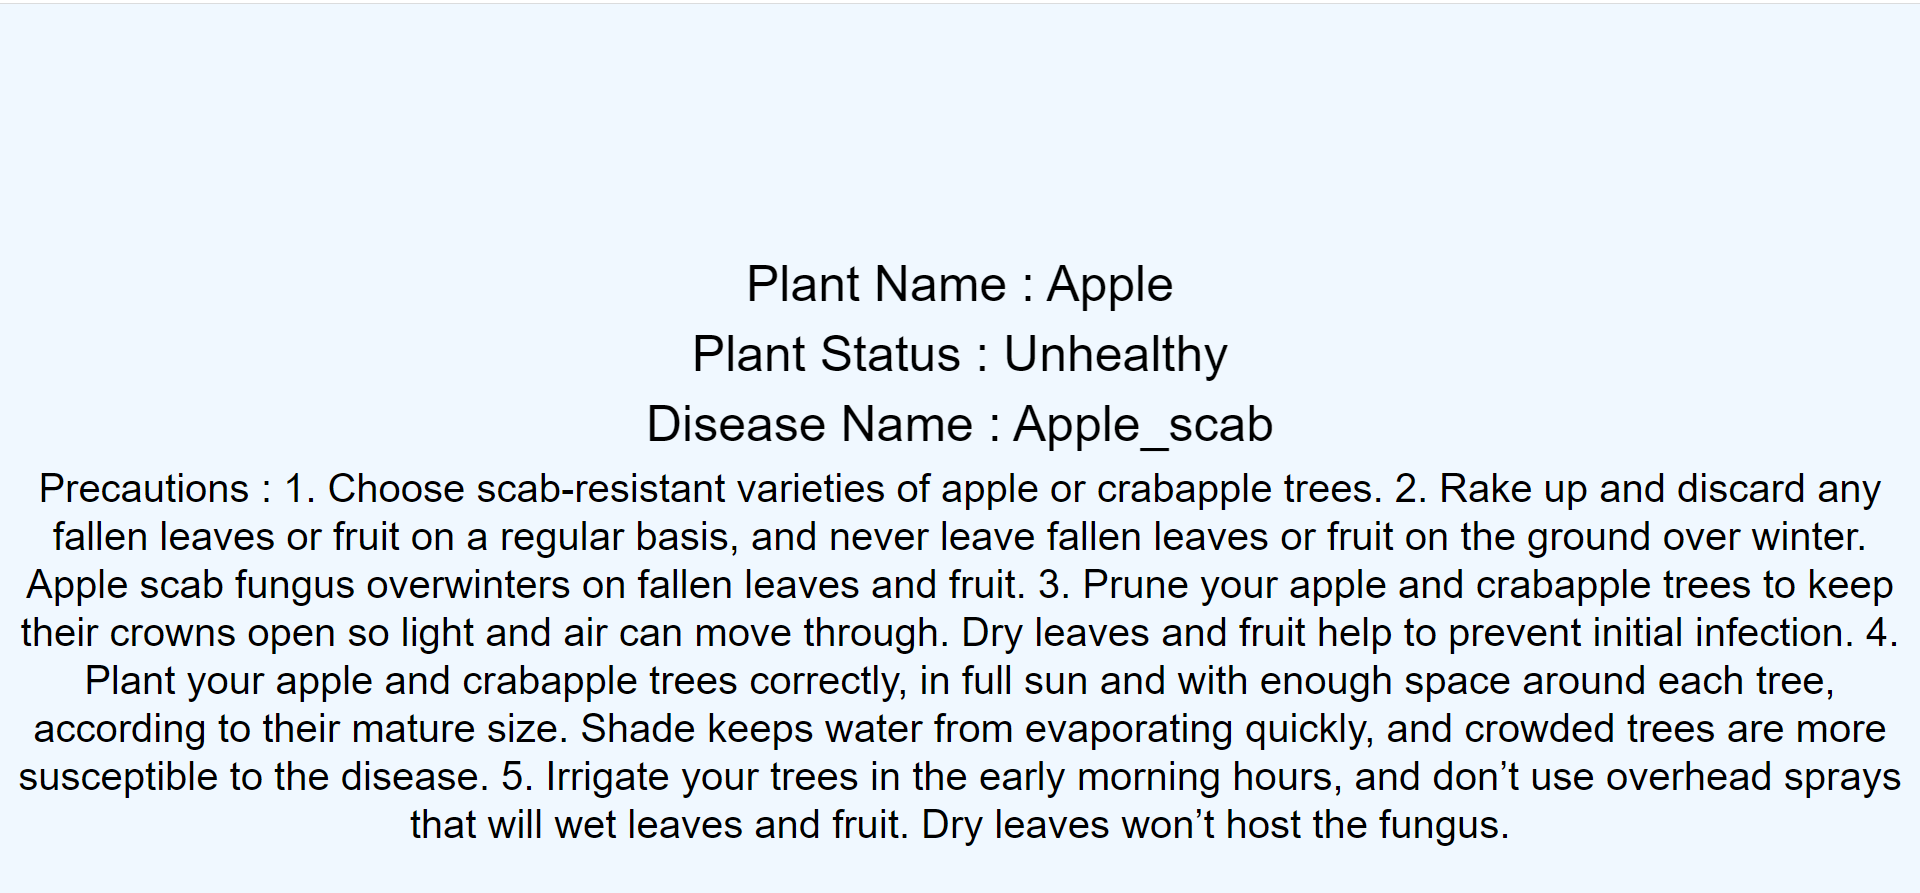 Plant Name : Apple
Plant Status : Unhealthy
Disease Name : Apple_scab
Precautions : 1. Choose scab-resistant varieties of apple or crabapple trees. 2. Rake up and discard any
fallen leaves or fruit on a regular basis, and never leave fallen leaves or fruit on the ground over winter.
Apple scab fungus overwinters on fallen leaves and fruit. 3. Prune your apple and crabapple trees to keep
their crowns open so light and air can move through. Dry leaves and fruit help to prevent initial infection. 4.
Plant your apple and crabapple trees correctly, in full sun and with enough space around each tree,
according to their mature size. Shade keeps water from evaporating quickly, and crowded trees are more
susceptible to the disease. 5. Irrigate your trees in the early morning hours, and don’t use overhead sprays
that will wet leaves and fruit. Dry leaves won’t host the fungus.